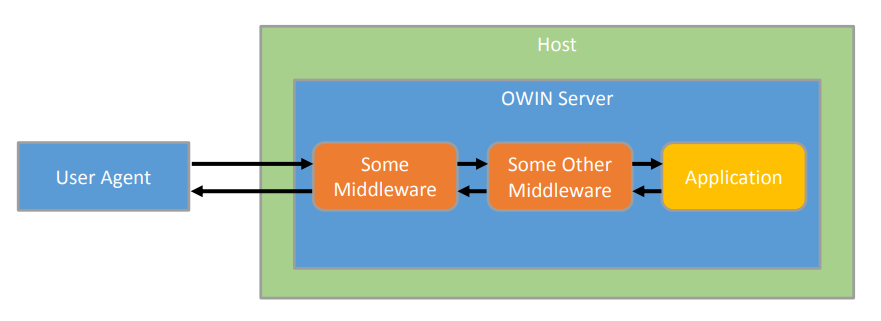 Host
OWIN Server
User Agent
Some
Middleware
Some Other
Middleware
Application